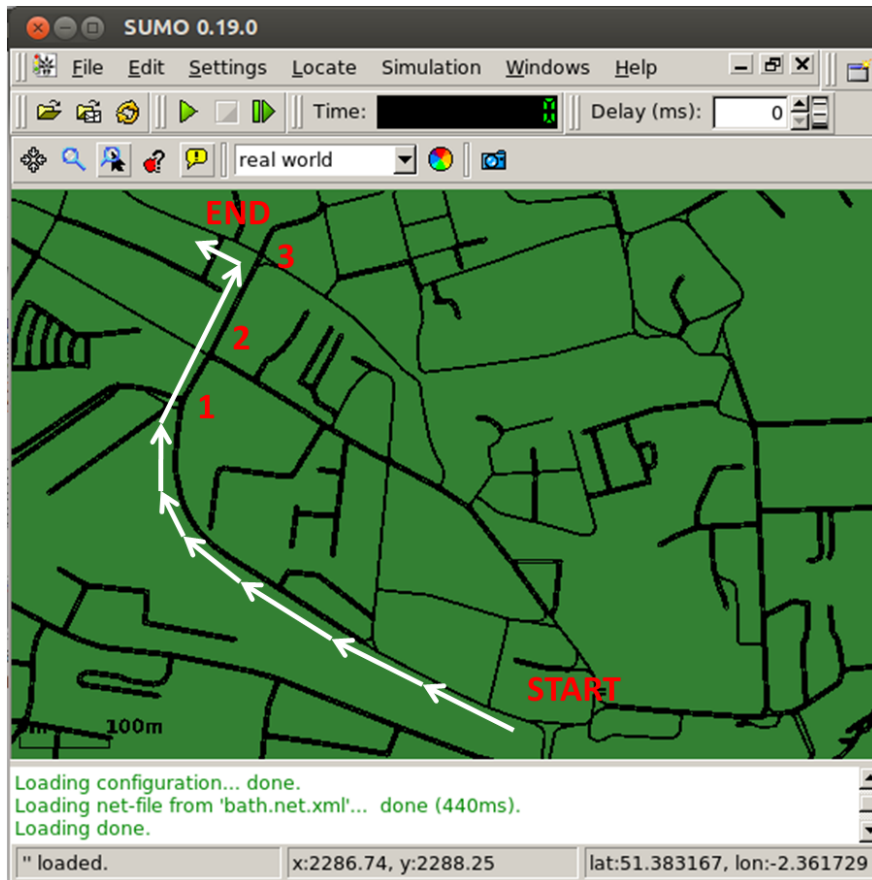 SUMO 0.19.0
File Edit Settings Locate Simulation Windows Help
Time: Delay (ms): 0
real world
END
3
2
1
START
100m
Loading configuration... done.
Loading net-file from 'bath.net.xml'... done (440ms).
Loading done.
'' loaded. x:2286.74, y:2288.25 lat:51.383167, lon:-2.361729